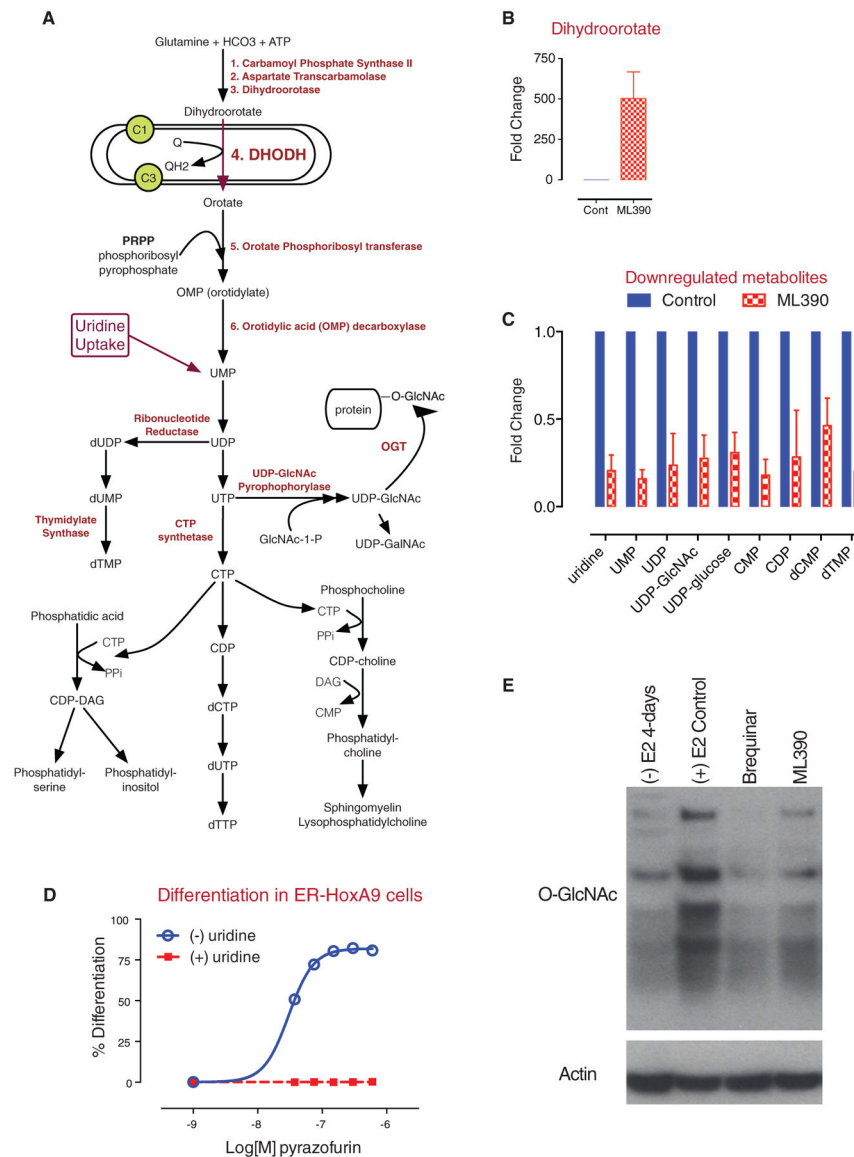 A
Glutamine + HCO3 + ATP
1. Carbamoyl Phosphate Synthase II
2. Aspartate Transcarbamolase
3. Dihydroorotase
Dihydroorotate
C1
Q
4. DHODH
QH2
C3
Orotate
PRPP
phosphoribosyl
pyrophosphate
5. Orotate Phosphoribosyl transferase
OMP (orotidylate)
Uridine
Uptake
6. Orotidylic acid (OMP) decarboxylase
UMP
protein
O-GlcNAc
Ribonucleotide
Reductase
OGT
dUDP
UDP
UDP-GlcNAc
Pyrophophorylase
dUMP
UTP
UDP-GlcNAc
Thymidylate
Synthase
CTP
synthetase
GlcNAc-1-P
UDP-GalNAc
dTMP
CTP
Phosphocholine
Phosphatidic acid
CTP
CTP
PPi
PPi
CDP
CDP-choline
CDP-DAG
DAG
dCTP
CMP
Phosphatidyl-
choline
Phosphatidyl-
serine
Phosphatidyl-
inositol
dUTP
Sphingomyelin
Lysophosphatidylcholine
dTTP
B
Dihydroorotate
Fold Change
750
500
250
0
Cont
ML390
Downregulated metabolites
Control
ML390
C
Fold Change
1.0
0.5
0.0
uridine
UMP
UDP
UDP-GlcNAc
UDP-glucose
CMP
CDP
dCMP
dTMP
D
Differentiation in ER-HoxA9 cells
(-) uridine
(+) uridine
% Differentiation
100
75
50
25
0
-9
-8
-7
-6
Log[M] pyrazofurin
E
(-) E2 4-days
(+) E2 Control
Brequinar
ML390
O-GlcNAc
Actin